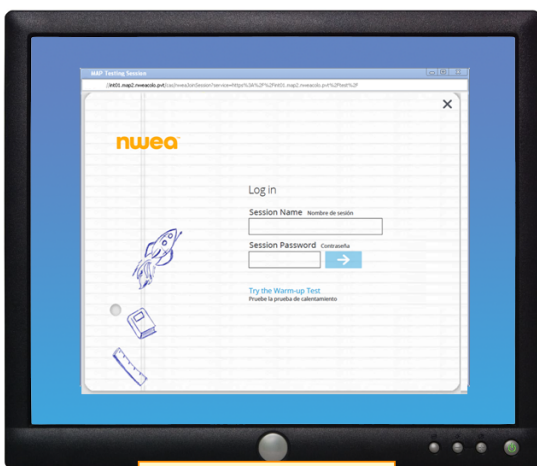 MAP Testing Session
nwea
Log in
Session Name Nombre de sesión
Session Password Contraseña
Try the Warm-up Test
Pruebe la prueba de calentamiento